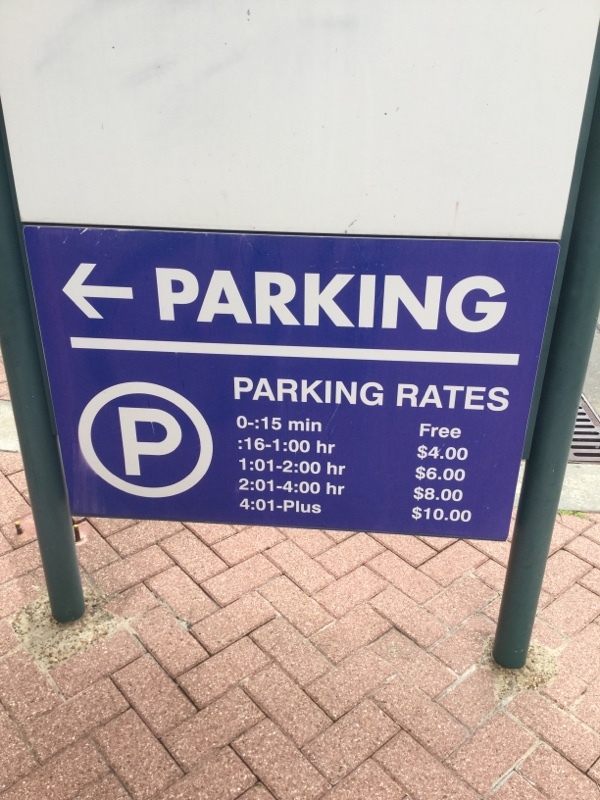 ← PARKING
P
PARKING RATES
0-:15 min Free
:16-1:00 hr $4.00
1:01-2:00 hr $6.00
2:01-4:00 hr $8.00
4:01-Plus $10.00